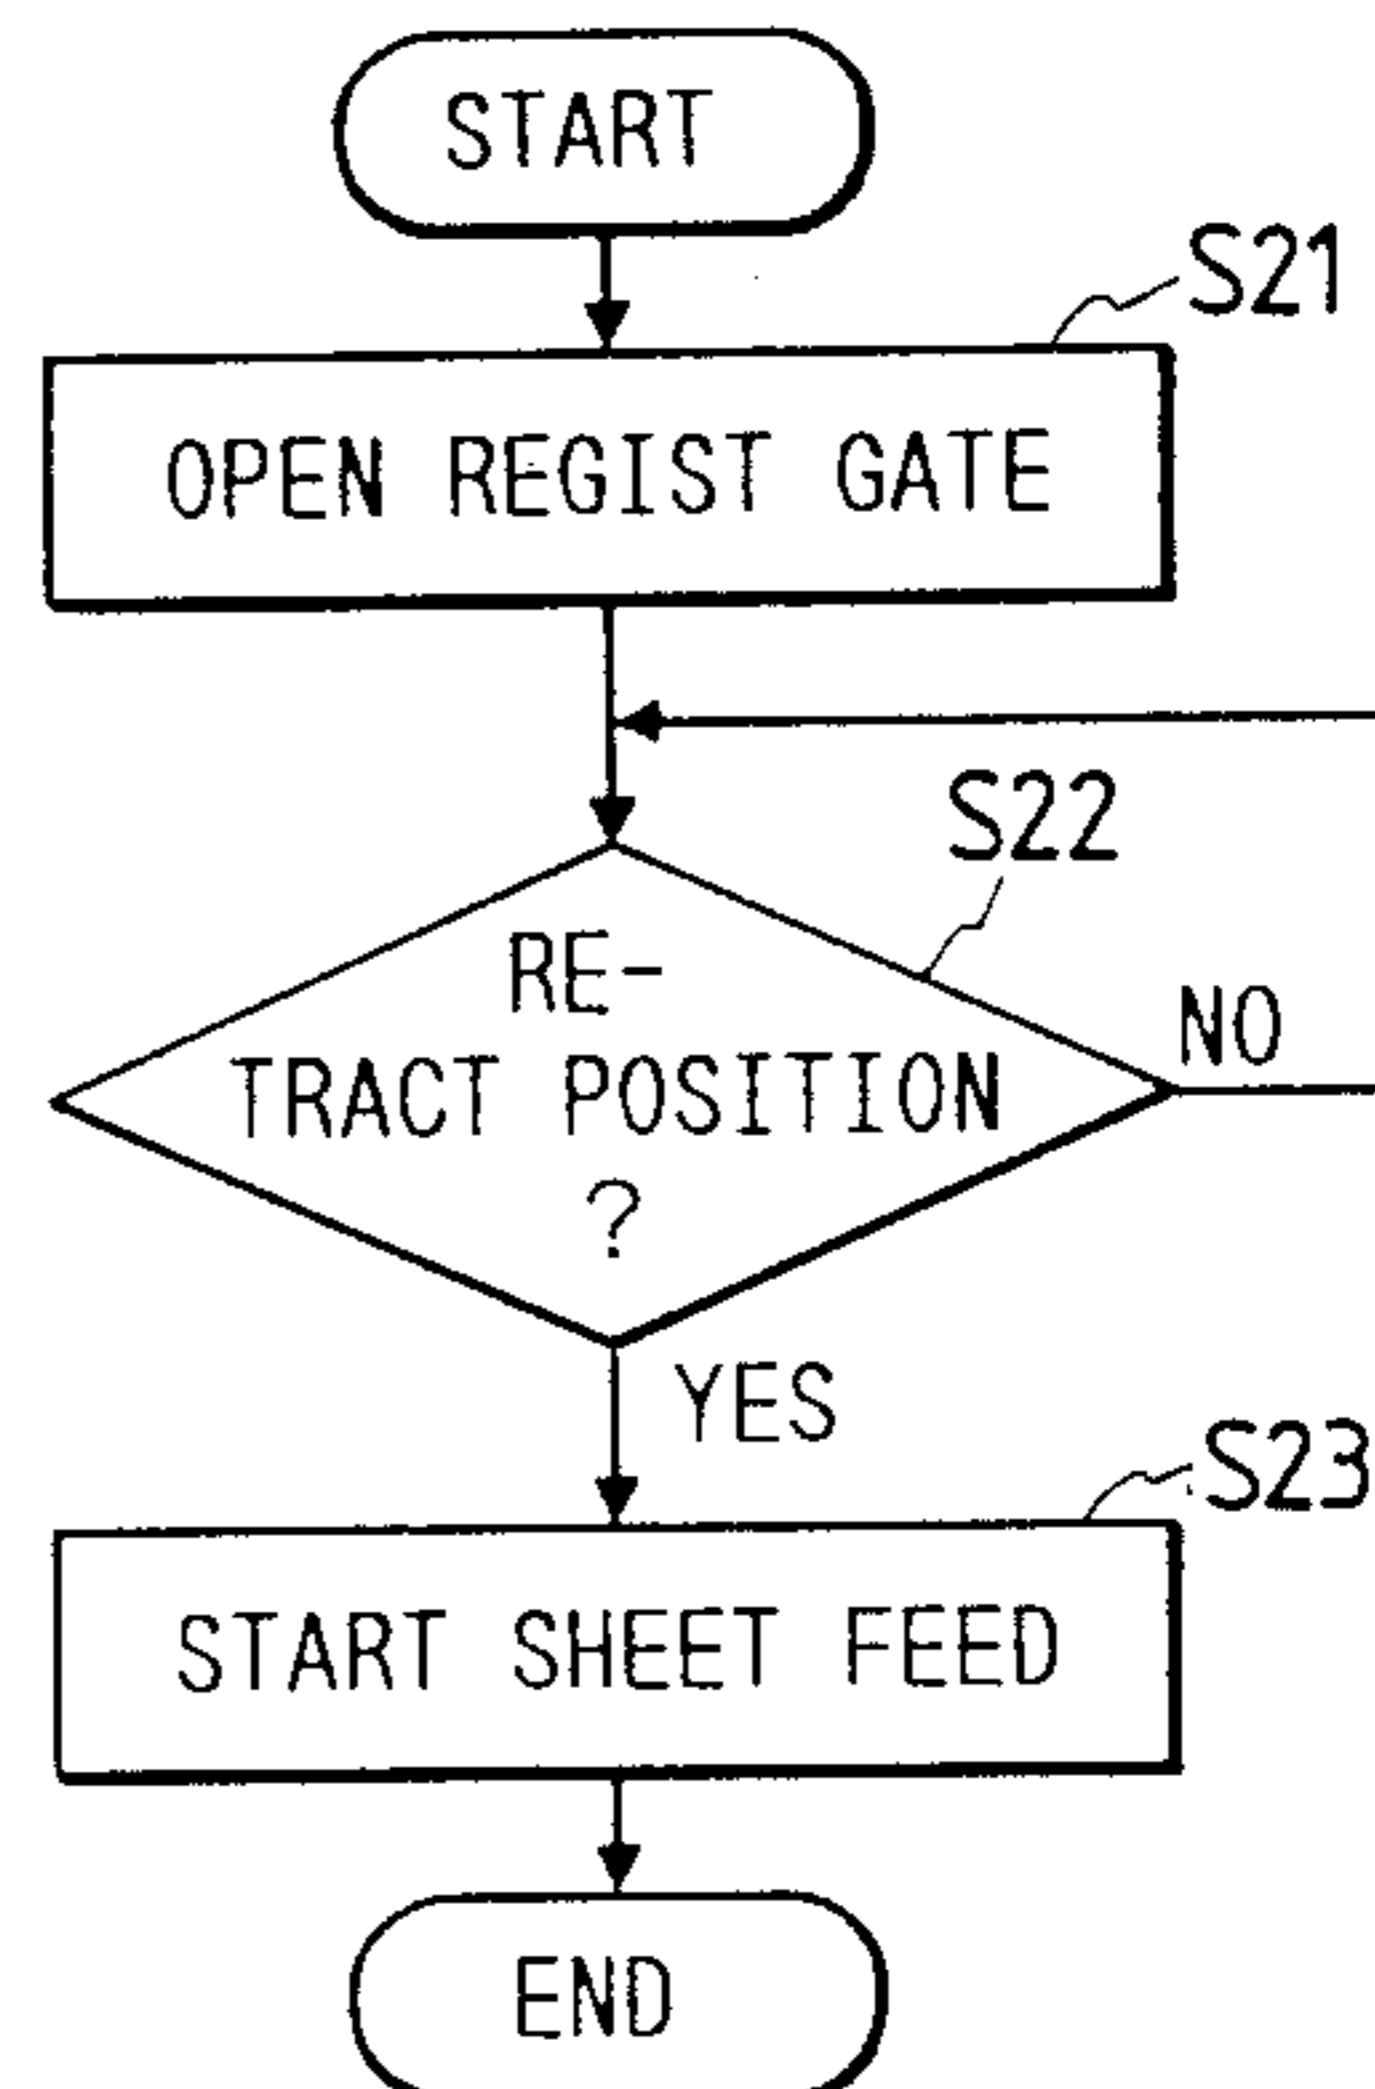 START
S21
OPEN REGIST GATE
S22
RE-
TRACT POSITION
?
NO
YES
S23
START SHEET FEED
END